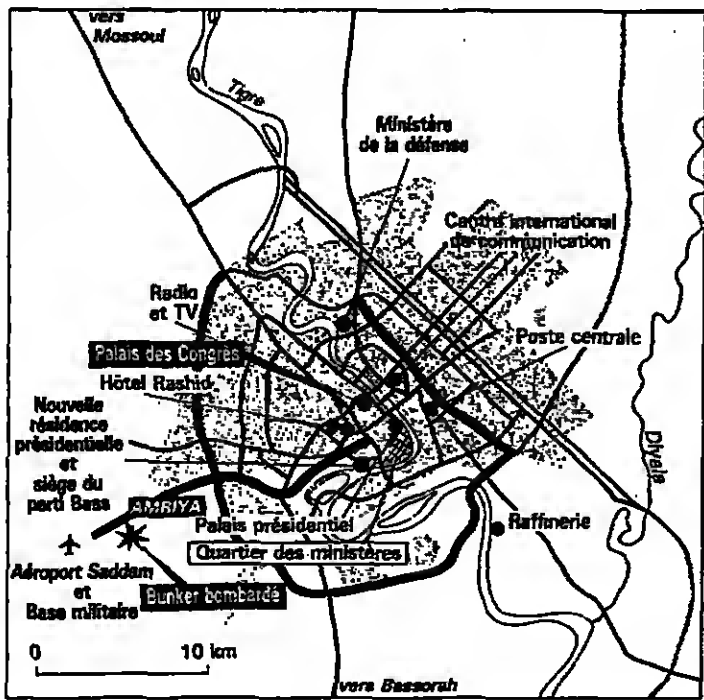 vers
Mossoul
Tigre
Ministère
de la défense
Centre international
de communication
Radio
et TV
Palais des Congrès
Poste centrale
Hôtel Rashid
Nouvelle
résidence
présidentielle
et
siège du
parti Baas
Diyala
AMRIYA
Palais présidentiel
Raffinerie
Quartier des ministères
Aéroport Saddam
et
Base militaire
Bunker bombardé
0 10 km
vers Bassorah